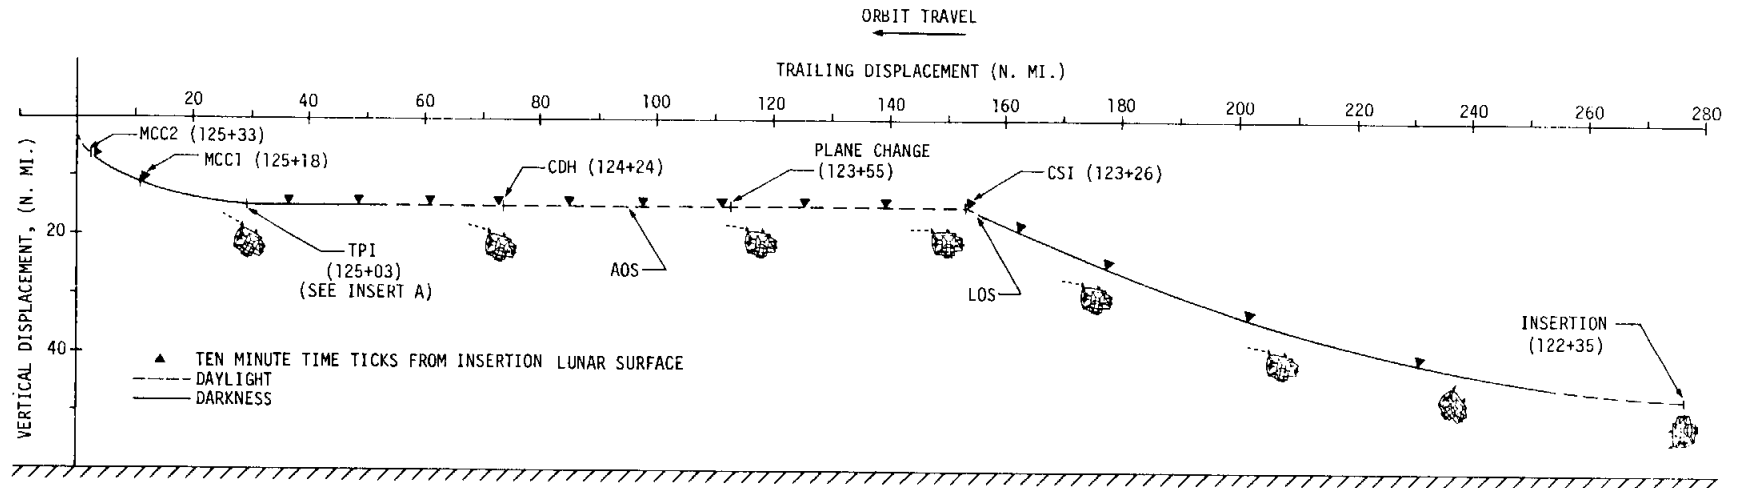 ORBIT TRAVEL
TRAILING DISPLACEMENT (N. MI.)
20 40 60 80 100 120 140 160 180 200 220 240 260 280
MCC2 (125+33)
MCC1 (125+18)
CDH (124+24)
PLANE CHANGE
(123+55)
CSI (123+26)
VERTICAL DISPLACEMENT, (N. MI.)
20
40
TPI
(125+03)
(SEE INSERT A)
AOS
LOS
INSERTION
(122+35)
TEN MINUTE TIME TICKS FROM INSERTION LUNAR SURFACE
DAYLIGHT
DARKNESS